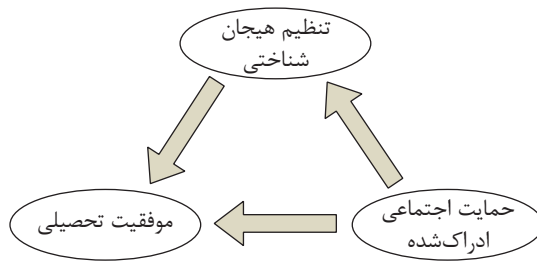 تنظیم هیجان
شناختی
حمایت اجتماعی
ادراک‌شده
موفقیت تحصیلی